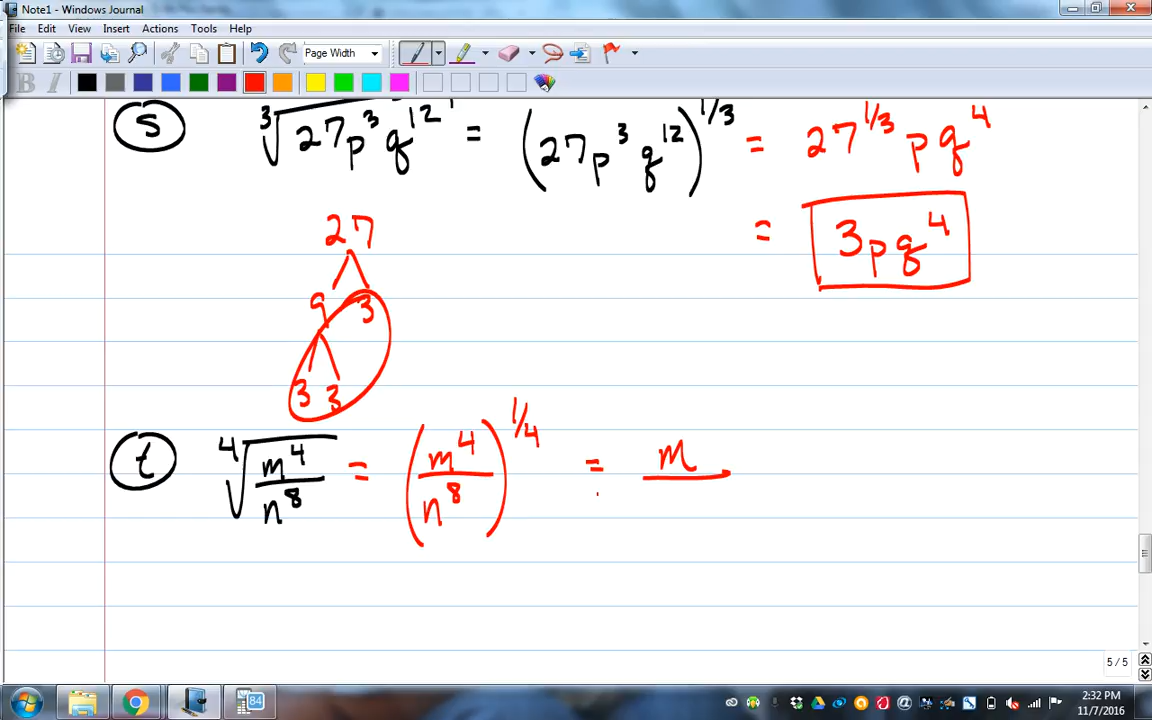 Note1 - Windows Journal
File Edit View Insert Actions Tools Help
Page Width
B I
ⓢ ∛(27p³q¹²) = (27p³q¹²)^1/3 = 27^1/3 pq⁴
= 3pq⁴
27
9 3
3 3
ⓣ ∜(m⁴/n⁸) = (m⁴/n⁸)^1/4 = m
5 / 5
84
2:32 PM
11/7/2016